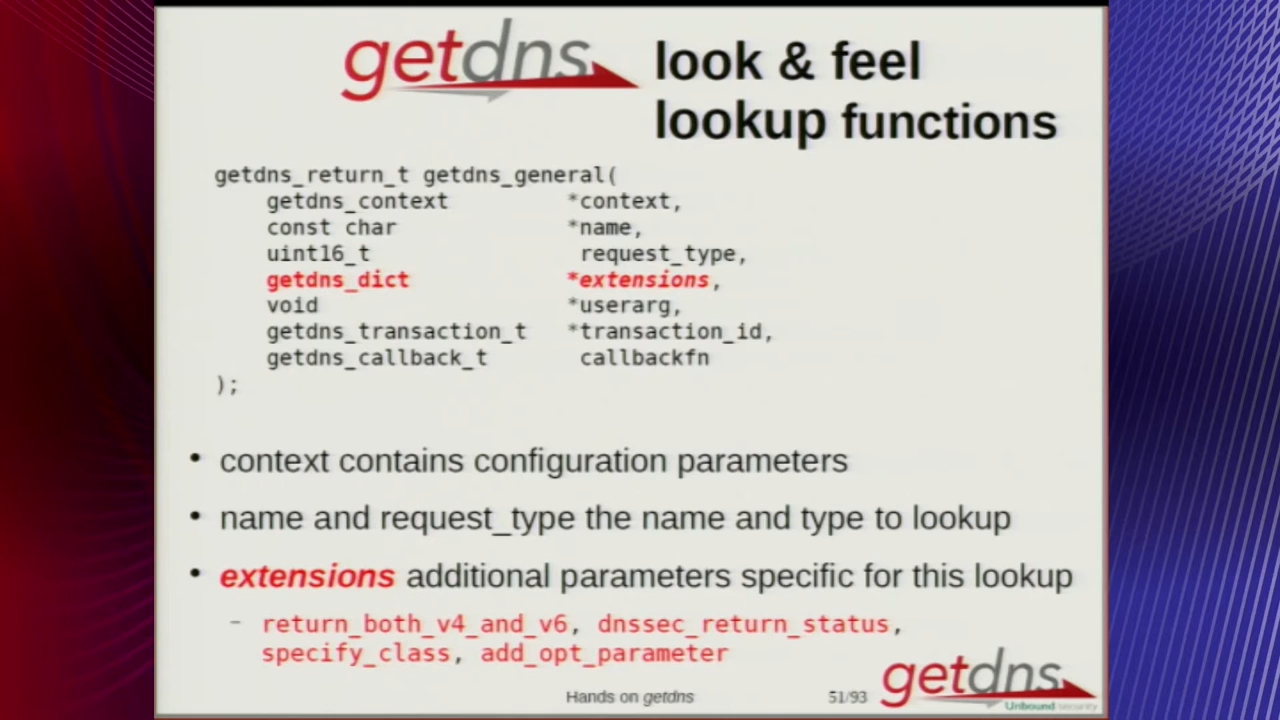 getdns look & feel
lookup functions
getdns_return_t getdns_general(
getdns_context *context,
const char *name,
uint16_t request_type,
getdns_dict *extensions,
void *userarg,
getdns_transaction_t *transaction_id,
getdns_callback_t callbackfn
);
• context contains configuration parameters
• name and request_type the name and type to lookup
• extensions additional parameters specific for this lookup
– return_both_v4_and_v6, dnssec_return_status,
specify_class, add_opt_parameter
Hands on getdns
51/93
getdns
Unbound security